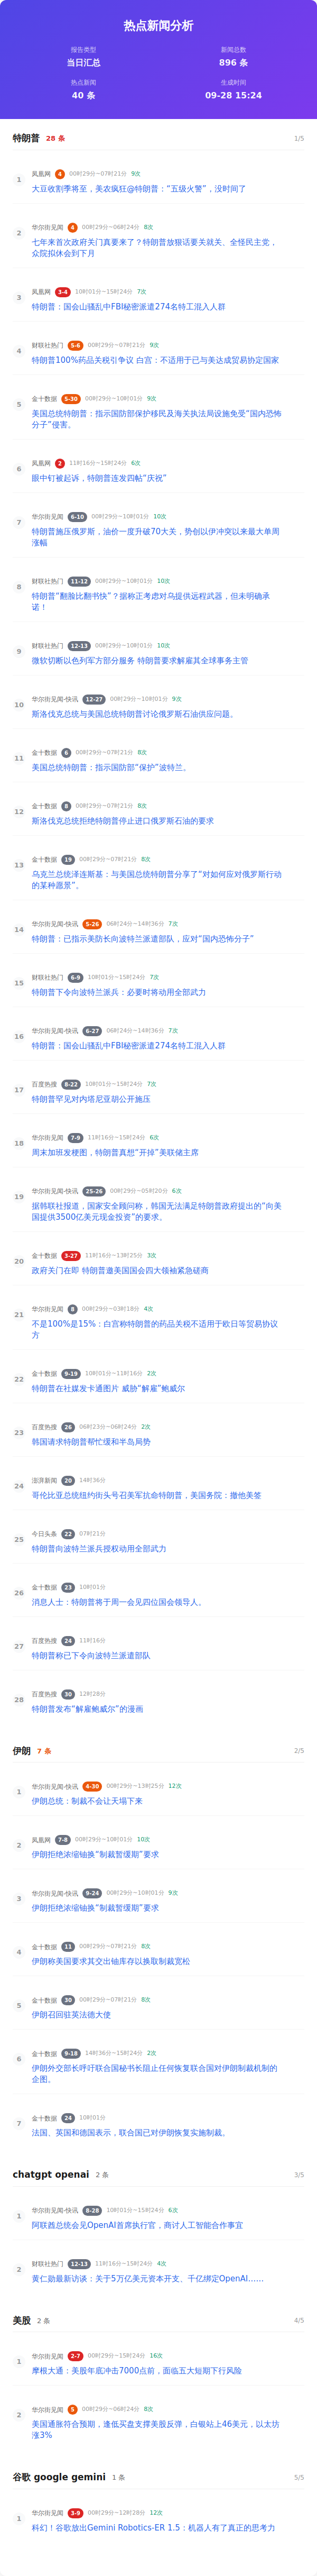 热点新闻分析
报告类型
当日汇总
新闻总数
896 条
热点新闻
40 条
生成时间
09-28 15:24
特朗普 28 条 1/5
1
凤凰网 4 00时29分~07时21分 9次
大豆收割季将至，美农疯狂@特朗普：“五级火警”，没时间了
2
华尔街见闻 4 00时29分~06时24分 8次
七年来首次政府关门真要来了？特朗普放狠话要关就关、全怪民主党，
众院拟休会到下月
3
凤凰网 3-4 10时01分~15时24分 7次
特朗普：国会山骚乱中FBI秘密派遣274名特工混入人群
4
财联社热门 5-6 00时29分~07时21分 9次
特朗普100%药品关税引争议 白宫：不适用于已与美达成贸易协定国家
5
金十数据 5-30 00时29分~10时01分 9次
美国总统特朗普：指示国防部保护移民及海关执法局设施免受“国内恐怖
分子”侵害。
6
凤凰网 2 11时16分~15时24分 6次
眼中钉被起诉，特朗普连发四帖“庆祝”
7
华尔街见闻 6-10 00时29分~10时01分 10次
特朗普施压俄罗斯，油价一度升破70大关，势创以伊冲突以来最大单周
涨幅
8
财联社热门 11-12 00时29分~10时01分 10次
特朗普“翻脸比翻书快”？据称正考虑对乌提供远程武器，但未明确承
诺！
9
财联社热门 12-13 00时29分~10时01分 10次
微软切断以色列军方部分服务 特朗普要求解雇其全球事务主管
10
华尔街见闻-快讯 12-27 00时29分~10时01分 9次
斯洛伐克总统与美国总统特朗普讨论俄罗斯石油供应问题。
11
金十数据 6 00时29分~07时21分 8次
美国总统特朗普：指示国防部“保护”波特兰。
12
金十数据 8 00时29分~07时21分 8次
斯洛伐克总统拒绝特朗普停止进口俄罗斯石油的要求
13
金十数据 19 00时29分~07时21分 8次
乌克兰总统泽连斯基：与美国总统特朗普分享了“对如何应对俄罗斯行动
的某种愿景”。
14
华尔街见闻-快讯 5-26 06时24分~14时36分 7次
特朗普：已指示美防长向波特兰派遣部队，应对“国内恐怖分子”
15
财联社热门 6-9 10时01分~15时24分 7次
特朗普下令向波特兰派兵：必要时将动用全部武力
16
华尔街见闻-快讯 6-27 06时24分~14时36分 7次
特朗普：国会山骚乱中FBI秘密派遣274名特工混入人群
17
百度热搜 8-22 10时01分~15时24分 7次
特朗普罕见对内塔尼亚胡公开施压
18
华尔街见闻 7-9 11时16分~15时24分 6次
周末加班发梗图，特朗普真想“开掉”美联储主席
19
华尔街见闻-快讯 25-26 00时29分~05时20分 6次
据韩联社报道，国家安全顾问称，韩国无法满足特朗普政府提出的“向美
国提供3500亿美元现金投资”的要求。
20
金十数据 3-27 11时16分~13时25分 3次
政府关门在即 特朗普邀美国国会四大领袖紧急磋商
21
华尔街见闻 8 00时29分~03时18分 4次
不是100%是15%：白宫称特朗普的药品关税不适用于欧日等贸易协议
方
22
金十数据 9-19 10时01分~11时16分 2次
特朗普在社媒发卡通图片 威胁“解雇”鲍威尔
23
百度热搜 26 06时23分~06时24分 2次
韩国请求特朗普帮忙缓和半岛局势
24
澎湃新闻 20 14时36分
哥伦比亚总统纽约街头号召美军抗命特朗普，美国务院：撤他美签
25
今日头条 22 07时21分
特朗普向波特兰派兵授权动用全部武力
26
金十数据 23 10时01分
消息人士：特朗普将于周一会见四位国会领导人。
27
百度热搜 24 11时16分
特朗普称已下令向波特兰派遣部队
28
百度热搜 30 12时28分
特朗普发布“解雇鲍威尔”的漫画
伊朗 7 条 2/5
1
华尔街见闻-快讯 4-30 00时29分~13时25分 12次
伊朗总统：制裁不会让天塌下来
2
凤凰网 7-8 00时29分~10时01分 10次
伊朗拒绝浓缩铀换“制裁暂缓期”要求
3
华尔街见闻-快讯 9-24 00时29分~10时01分 9次
伊朗拒绝浓缩铀换“制裁暂缓期”要求
4
金十数据 11 00时29分~07时21分 8次
伊朗称美国要求其交出铀库存以换取制裁宽松
5
金十数据 30 00时29分~07时21分 8次
伊朗召回驻英法德大使
6
金十数据 9-18 14时36分~15时24分 2次
伊朗外交部长呼吁联合国秘书长阻止任何恢复联合国对伊朗制裁机制的
企图。
7
金十数据 24 10时01分
法国、英国和德国表示，联合国已对伊朗恢复实施制裁。
chatgpt openai 2 条 3/5
1
华尔街见闻-快讯 8-28 10时01分~15时24分 6次
阿联酋总统会见OpenAI首席执行官，商讨人工智能合作事宜
2
财联社热门 12-13 11时16分~15时24分 4次
黄仁勋最新访谈：关于5万亿美元资本开支、千亿绑定OpenAI……
美股 2 条 4/5
1
华尔街见闻 2-7 00时29分~15时24分 16次
摩根大通：美股年底冲击7000点前，面临五大短期下行风险
2
华尔街见闻 5 00时29分~06时24分 8次
美国通胀符合预期，逢低买盘支撑美股反弹，白银站上46美元，以太坊
涨3%
谷歌 google gemini 1 条 5/5
1
华尔街见闻 3-9 00时29分~12时28分 12次
科幻！谷歌放出Gemini Robotics-ER 1.5：机器人有了真正的思考力